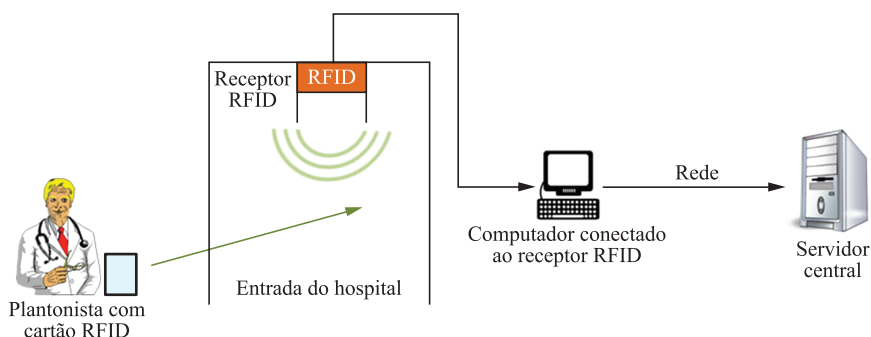 Receptor
RFID
RFID
Rede
Computador conectado
ao receptor RFID
Servidor
central
Entrada do hospital
Plantonista com
cartão RFID